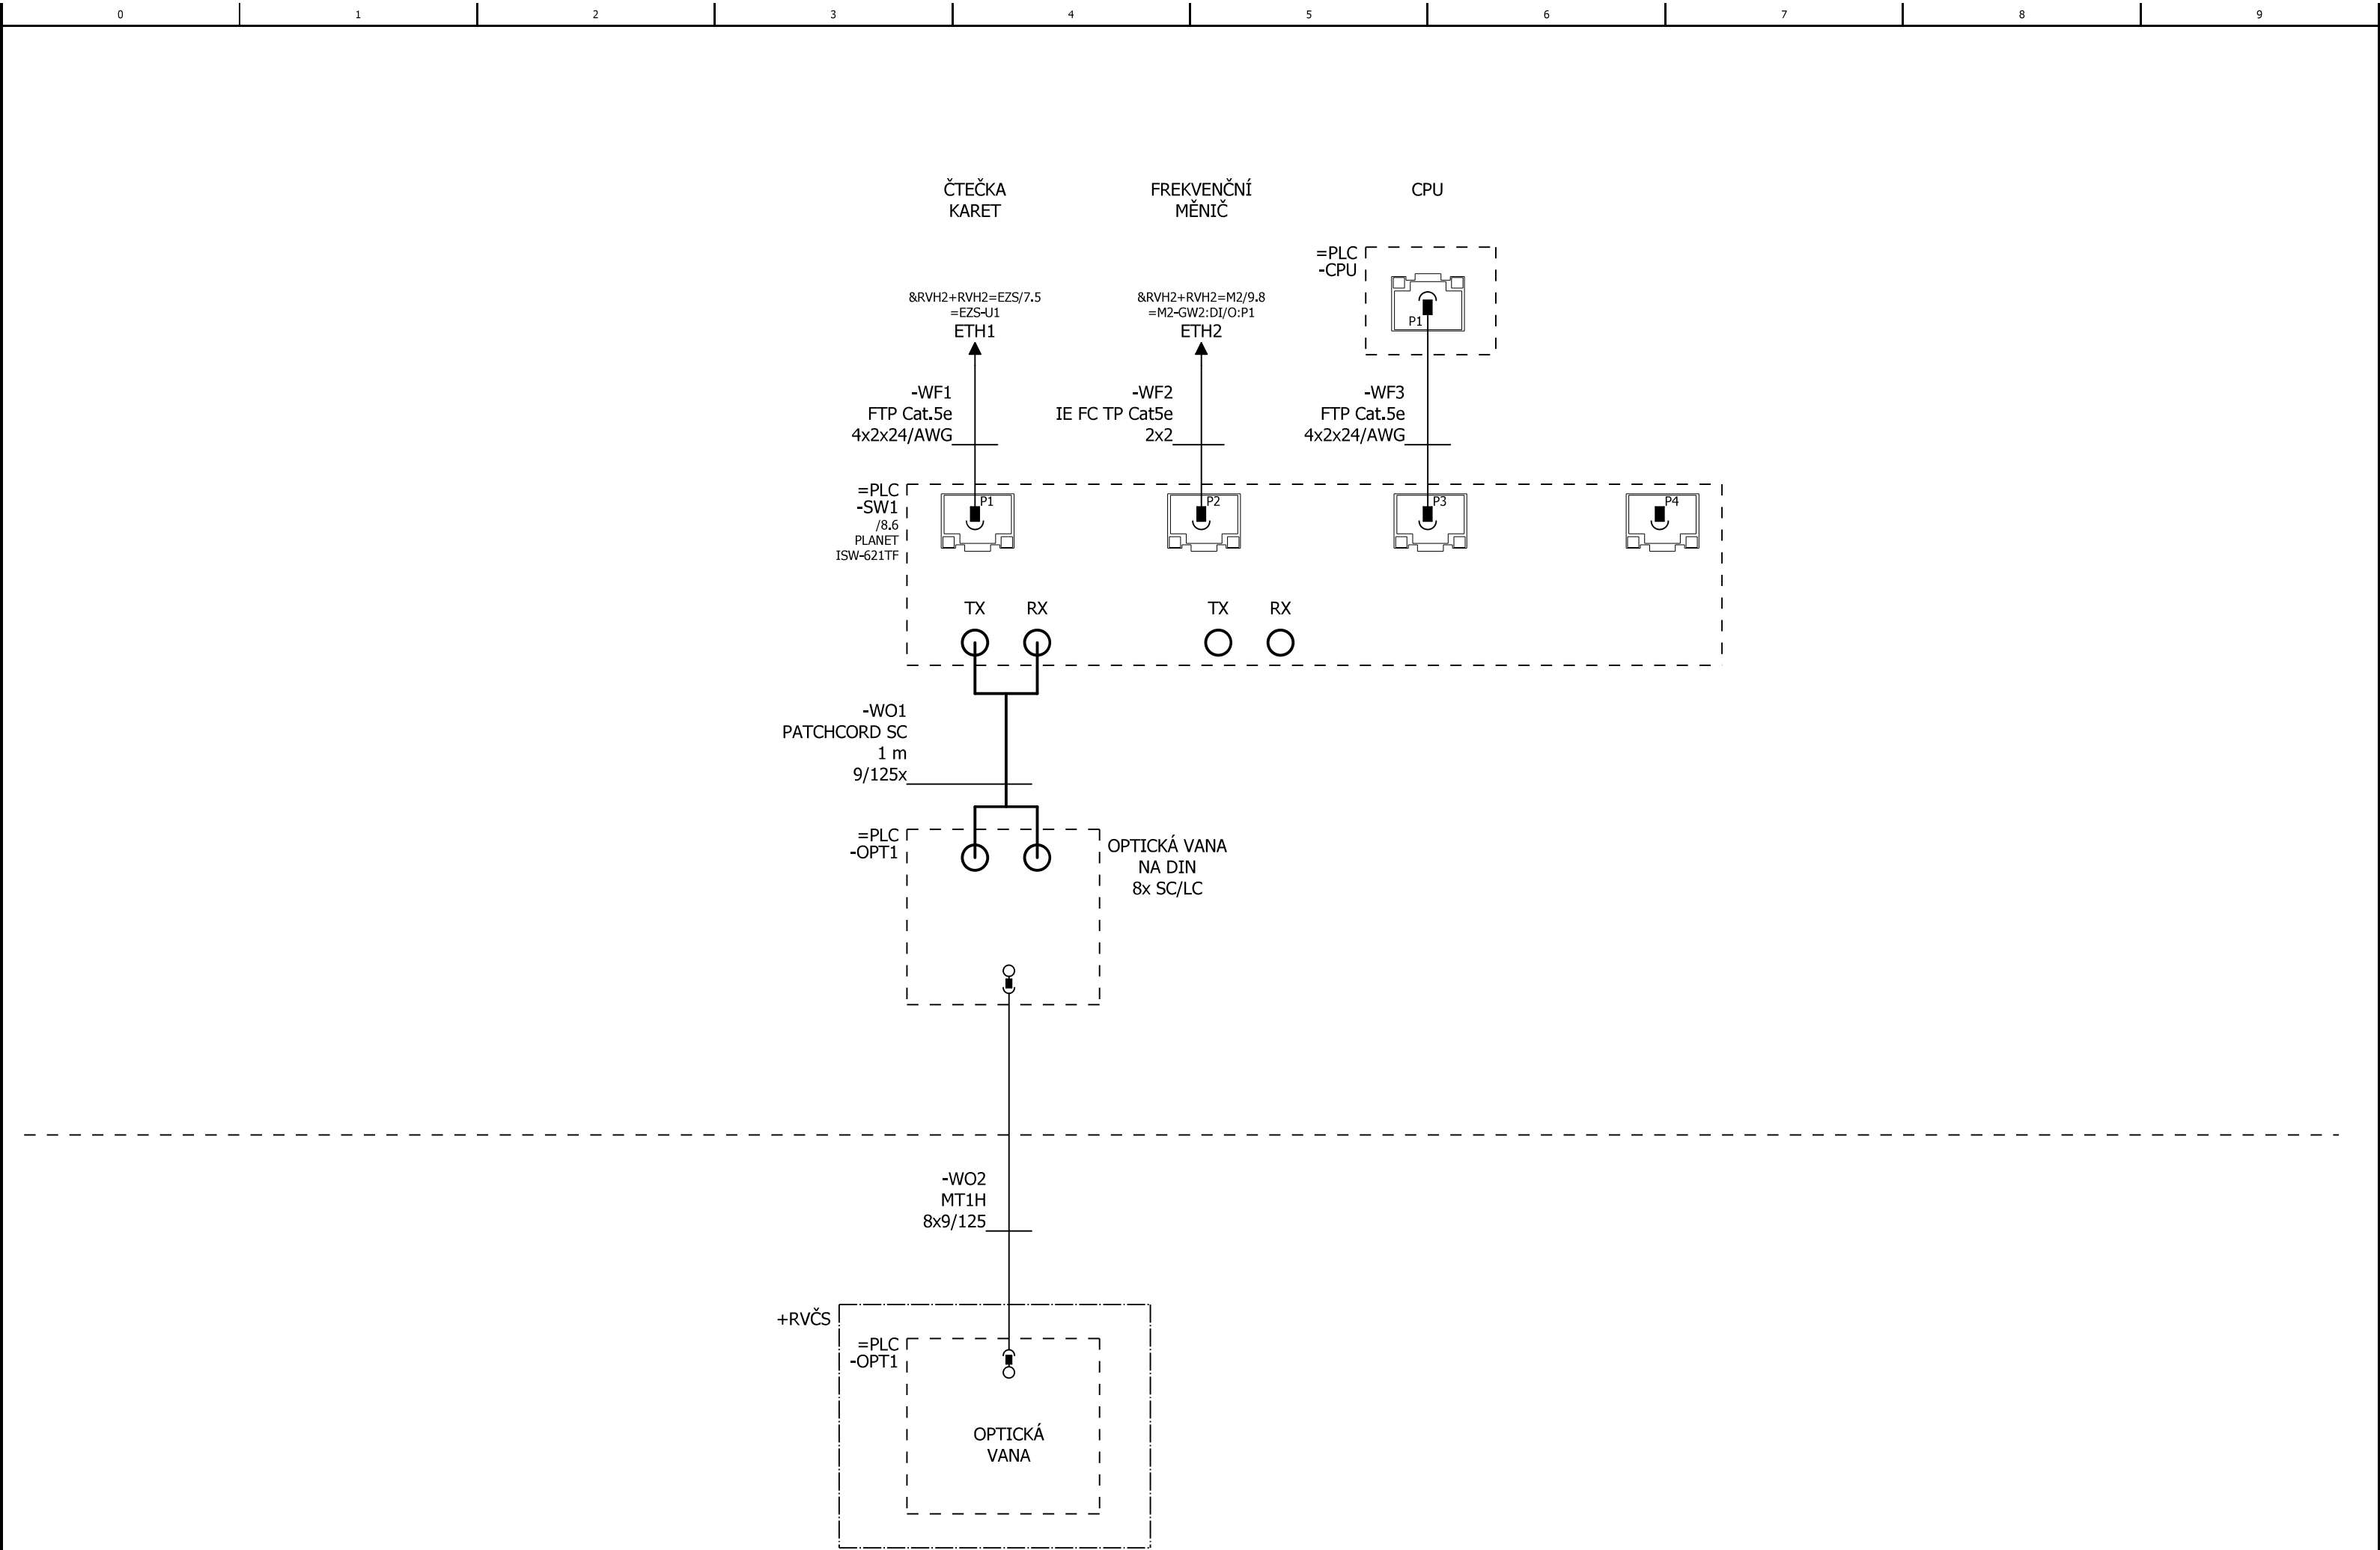 0 1 2 3 4 5 6 7 8 9
ČTEČKA
KARET
FREKVENČNÍ
MĚNIČ
CPU
=PLC
-CPU
P1
&RVH2+RVH2=EZS/7.5
=EZS-U1
ETH1
&RVH2+RVH2=M2/9.8
=M2-GW2:DI/O:P1
ETH2
-WF1
FTP Cat.5e
4x2x24/AWG
-WF2
IE FC TP Cat5e
2x2
-WF3
FTP Cat.5e
4x2x24/AWG
=PLC
-SW1
/8.6
PLANET
ISW-621TF
P1
P2
P3
P4
TX RX
TX RX
-WO1
PATCHCORD SC
1 m
9/125x
=PLC
-OPT1
OPTICKÁ VANA
NA DIN
8x SC/LC
-WO2
MT1H
8x9/125
+RVČS
=PLC
-OPT1
OPTICKÁ
VANA